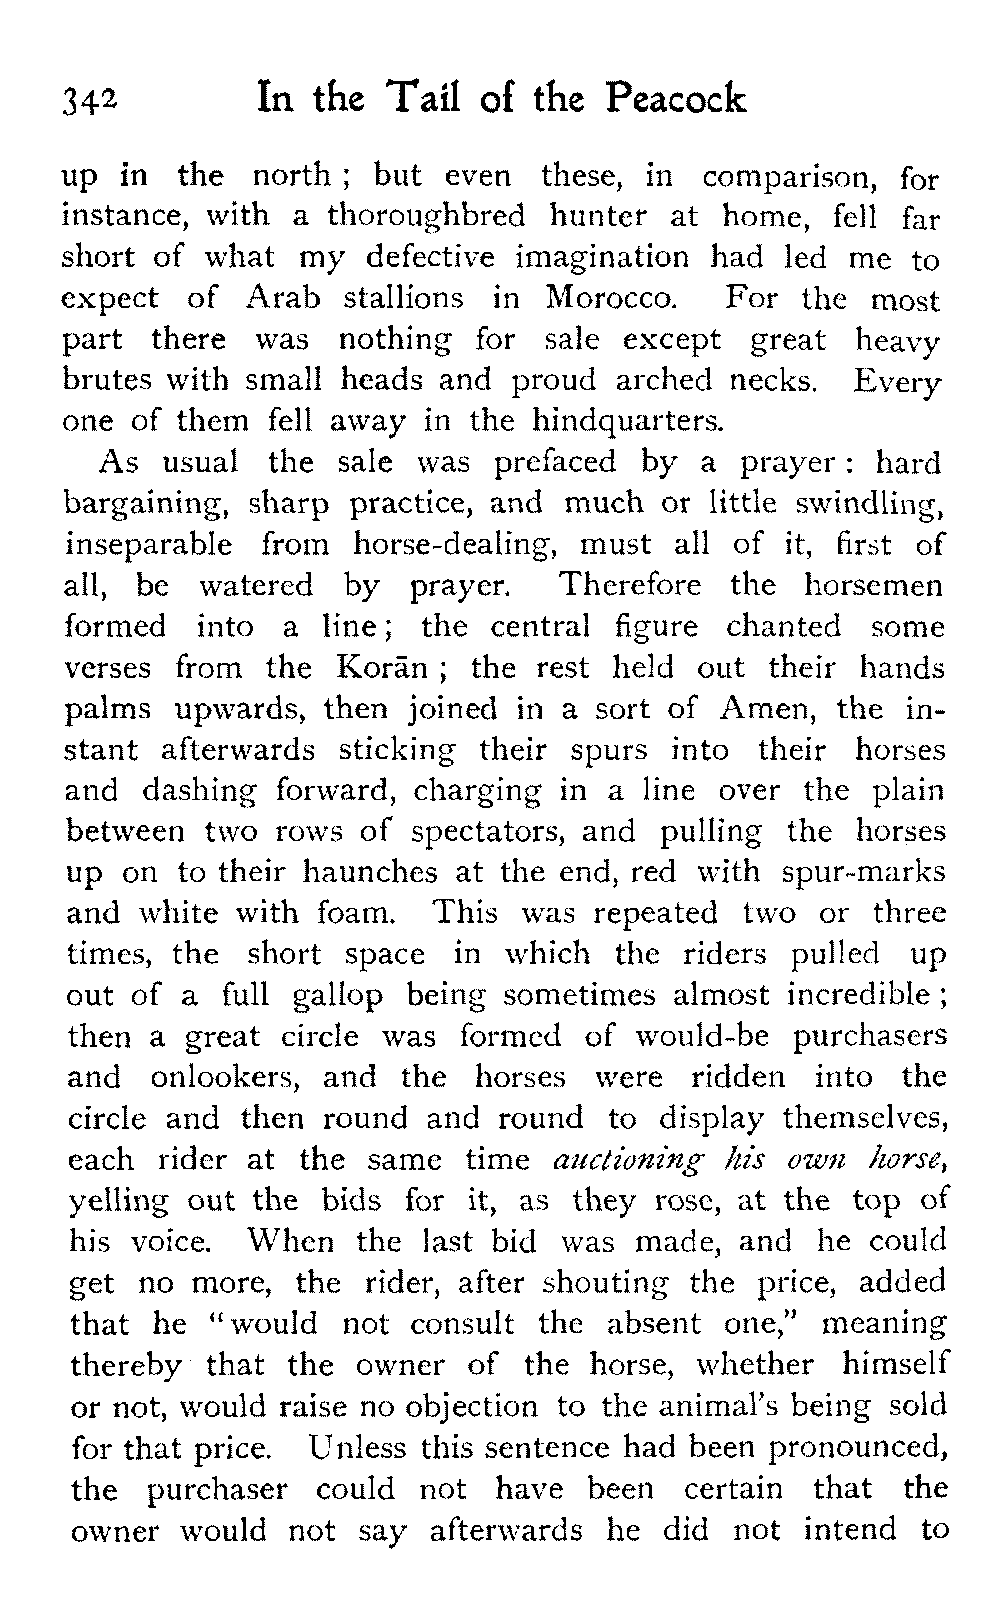 342 In the Tail of the Peacock
up in the north ; but even these, in comparison, for
instance, with a thoroughbred hunter at home, fell far
short of what my defective imagination had led me to
expect of Arab stallions in Morocco. For the most
part there was nothing for sale except great heavy
brutes with small heads and proud arched necks. Every
one of them fell away in the hindquarters.
As usual the sale was prefaced by a prayer : hard
bargaining, sharp practice, and much or little swindling,
inseparable from horse-dealing, must all of it, first of
all, be watered by prayer. Therefore the horsemen
formed into a line ; the central figure chanted some
verses from the Korān ; the rest held out their hands
palms upwards, then joined in a sort of Amen, the in-
stant afterwards sticking their spurs into their horses
and dashing forward, charging in a line over the plain
between two rows of spectators, and pulling the horses
up on to their haunches at the end, red with spur-marks
and white with foam. This was repeated two or three
times, the short space in which the riders pulled up
out of a full gallop being sometimes almost incredible ;
then a great circle was formed of would-be purchasers
and onlookers, and the horses were ridden into the
circle and then round and round to display themselves,
each rider at the same time auctioning his own horse,
yelling out the bids for it, as they rose, at the top of
his voice. When the last bid was made, and he could
get no more, the rider, after shouting the price, added
that he “would not consult the absent one,” meaning
thereby that the owner of the horse, whether himself
or not, would raise no objection to the animal’s being sold
for that price. Unless this sentence had been pronounced,
the purchaser could not have been certain that the
owner would not say afterwards he did not intend to